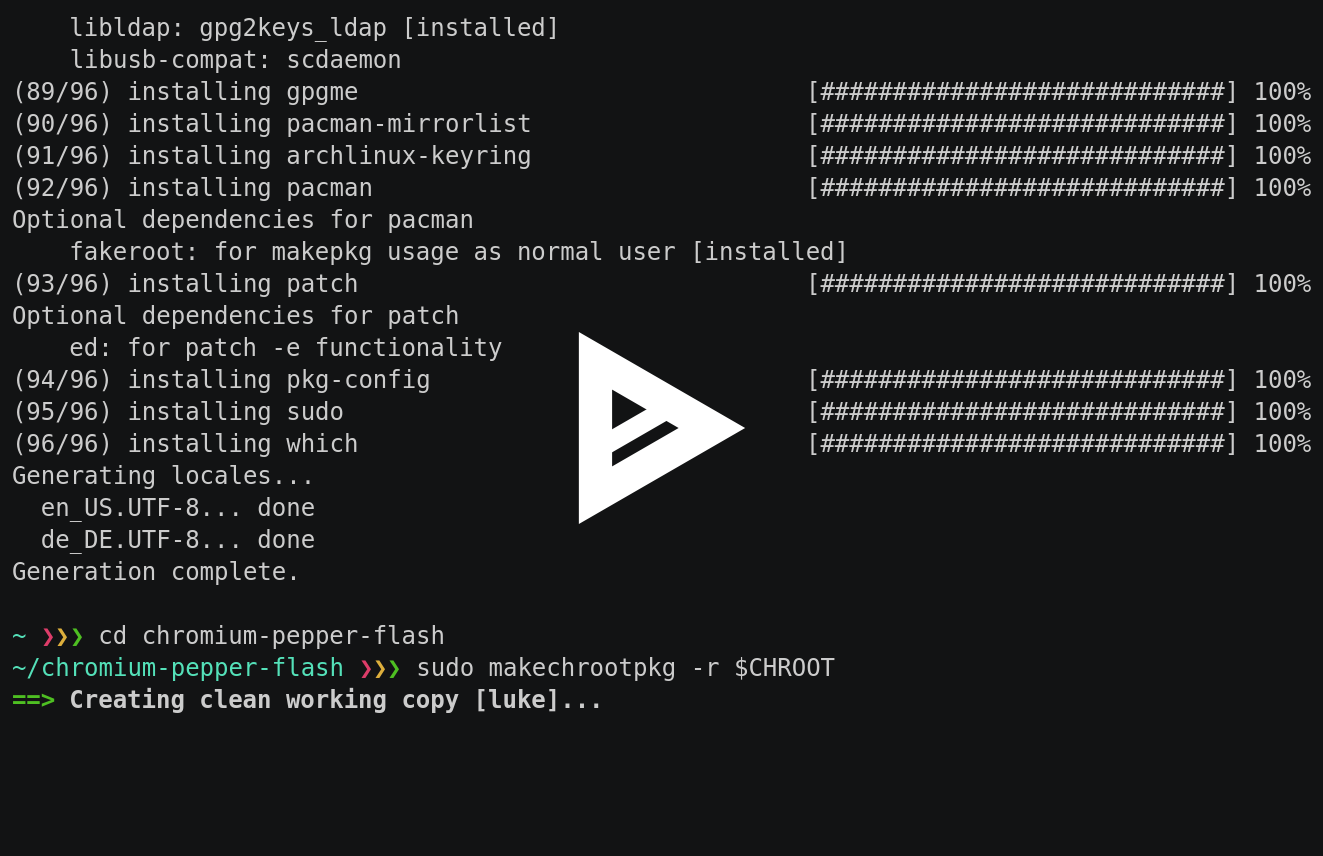 libldap: gpg2keys_ldap [installed]
libusb-compat: scdaemon
(89/96) installing gpgme [############################] 100%
(90/96) installing pacman-mirrorlist [############################] 100%
(91/96) installing archlinux-keyring [############################] 100%
(92/96) installing pacman [############################] 100%
Optional dependencies for pacman
fakeroot: for makepkg usage as normal user [installed]
(93/96) installing patch [############################] 100%
Optional dependencies for patch
ed: for patch -e functionality
(94/96) installing pkg-config [############################] 100%
(95/96) installing sudo [############################] 100%
(96/96) installing which [############################] 100%
Generating locales...
en_US.UTF-8... done
de_DE.UTF-8... done
Generation complete.
~ ❯❯❯ cd chromium-pepper-flash
~/chromium-pepper-flash ❯❯❯ sudo makechrootpkg -r $CHROOT
==> Creating clean working copy [luke]...